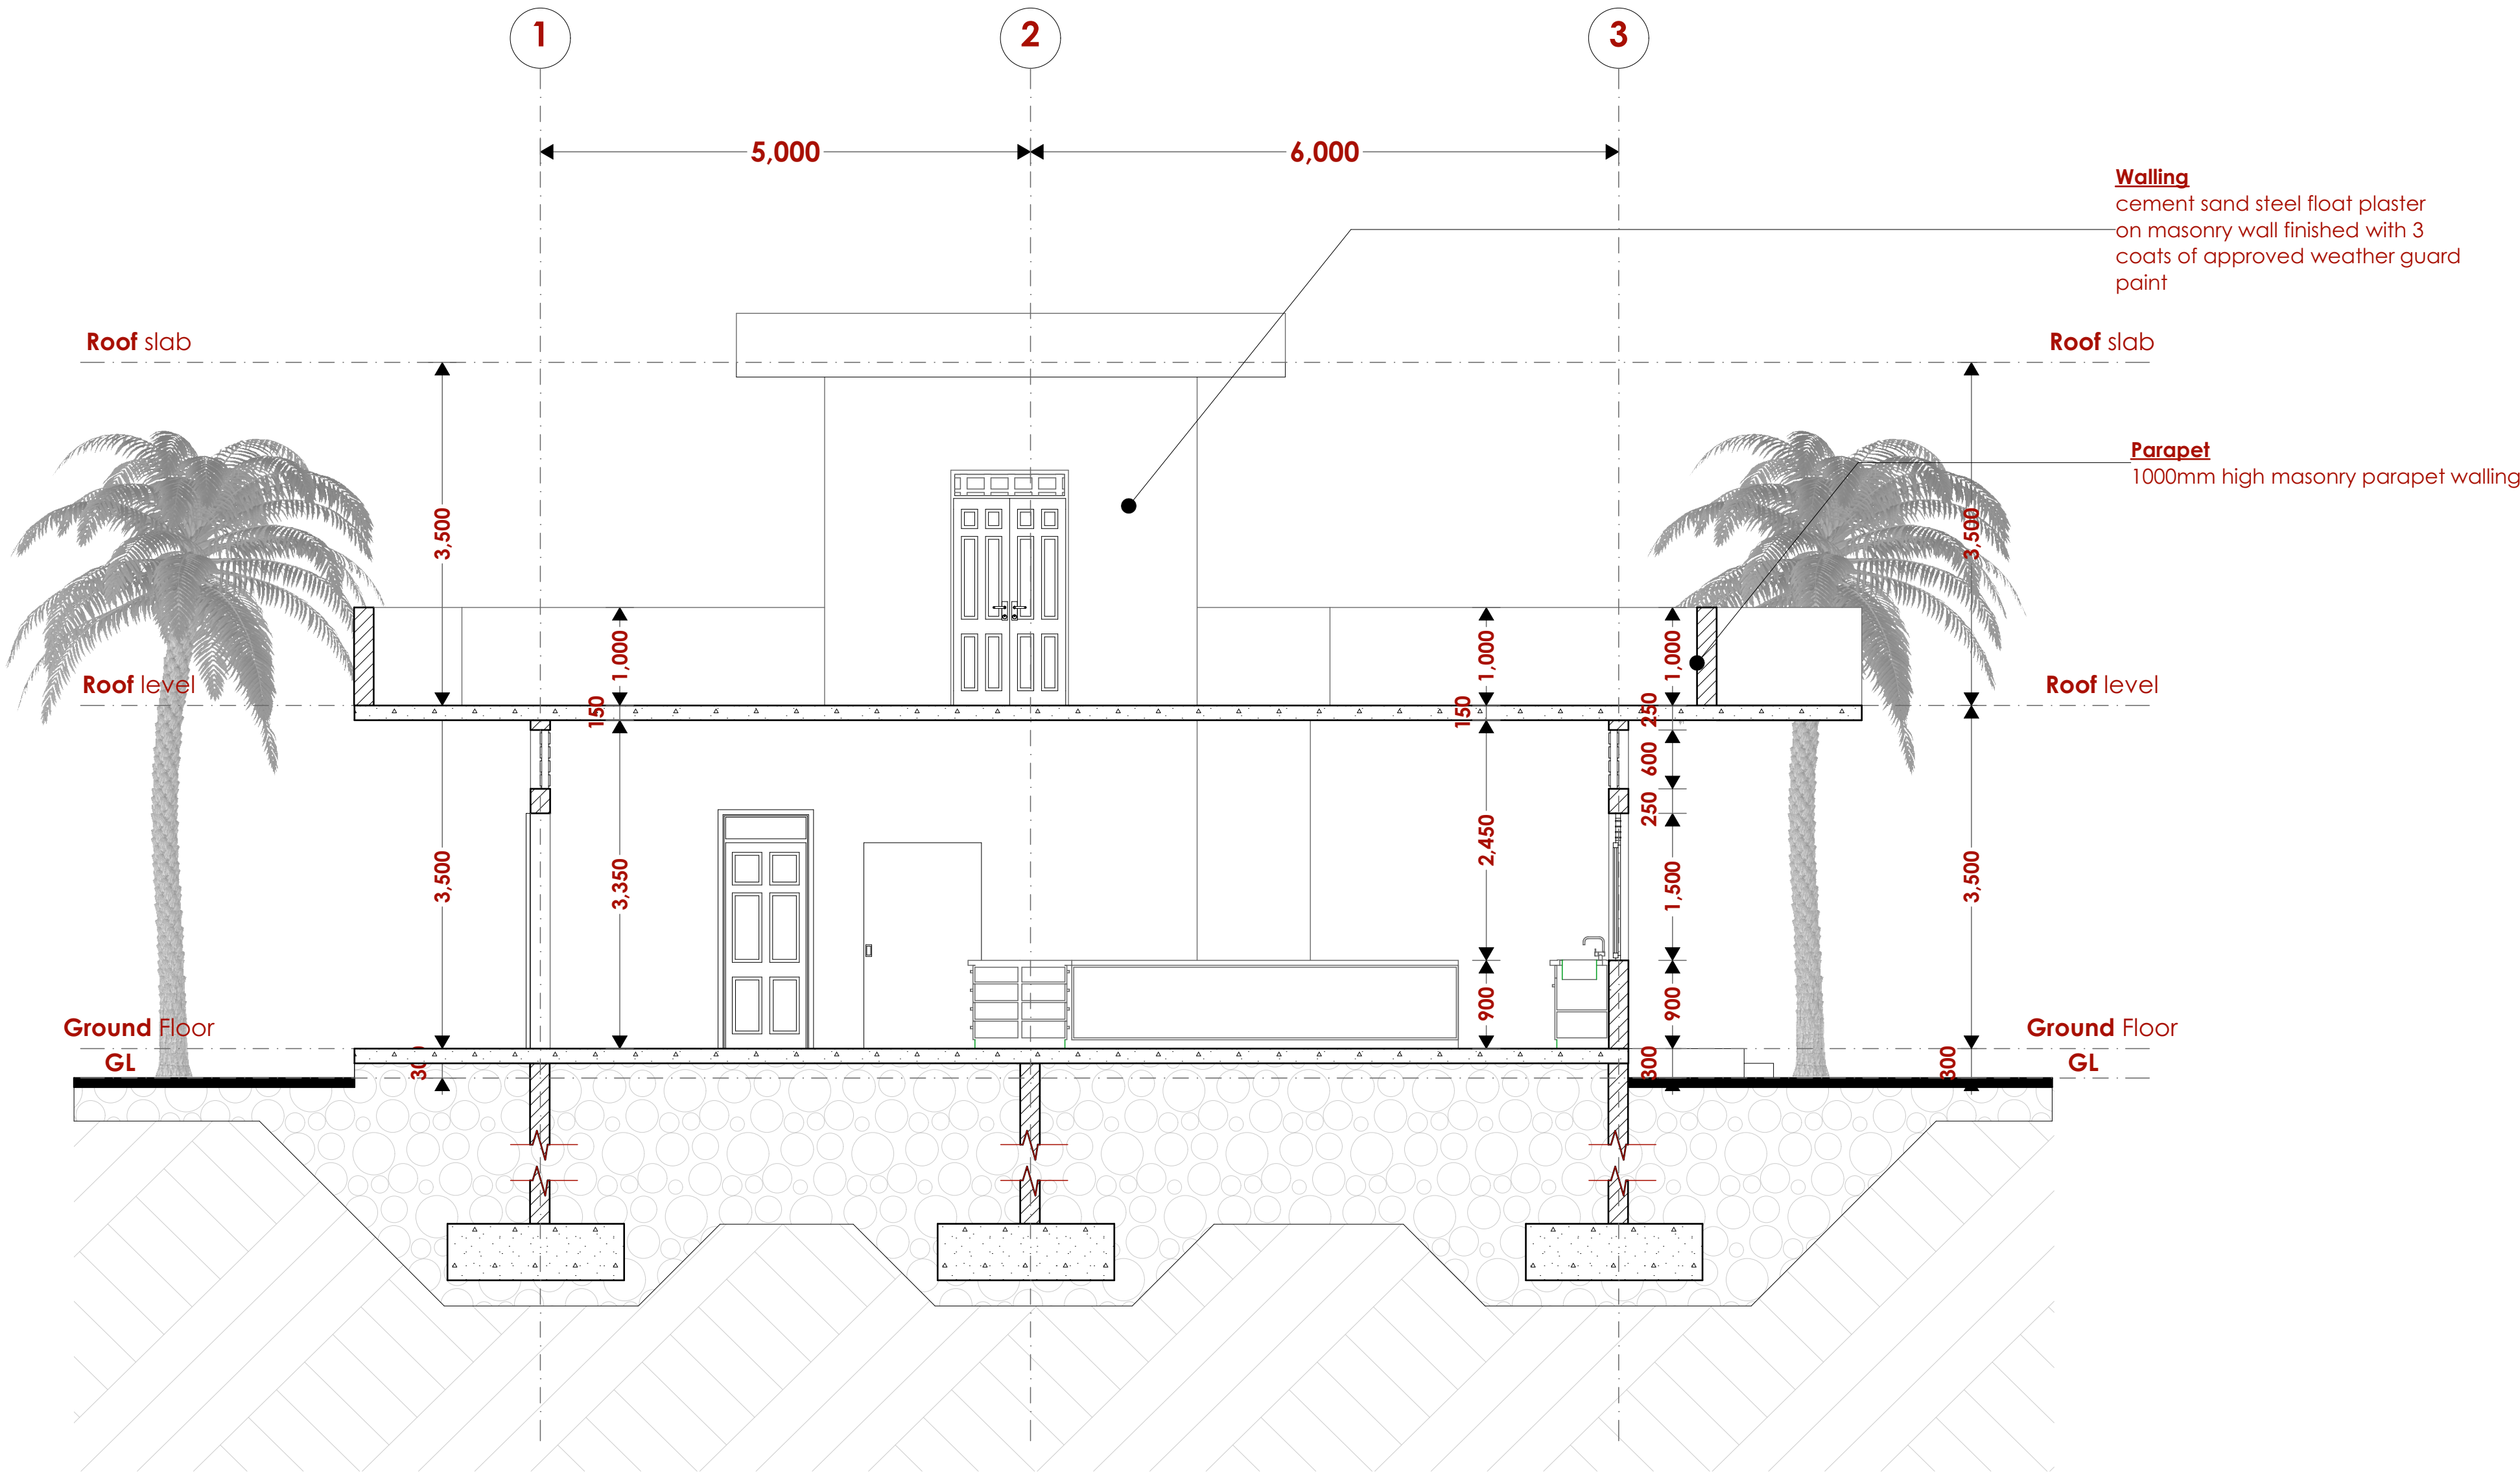 1
2
3
5,000
6,000
Walling
cement sand steel float plaster
on masonry wall finished with 3
coats of approved weather guard
paint
Roof slab
Roof slab
Parapet
1000mm high masonry parapet walling
3,500
3,500
1,000
1,000
1,000
Roof level
Roof level
150
150
250
600
250
2,450
3,500
3,350
1,500
3,500
900
900
Ground Floor
Ground Floor
GL
300
300
GL